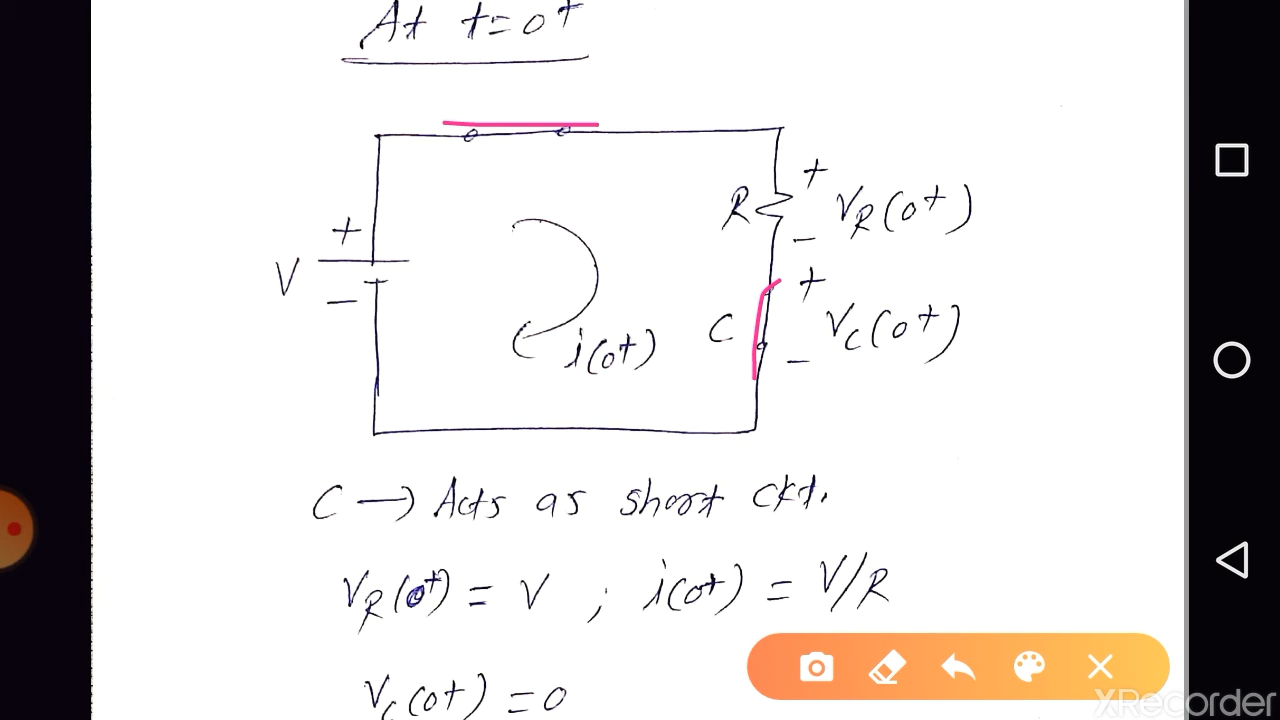 At t=0+
+
R
+
VR(0+)
-
V
+
-
+
C
Vc(0+)
-
i(0+)
C → Acts as short ckt.
VR(0+) = V ; i(0+) = V/R
Vc(0+) = 0
XRecorder